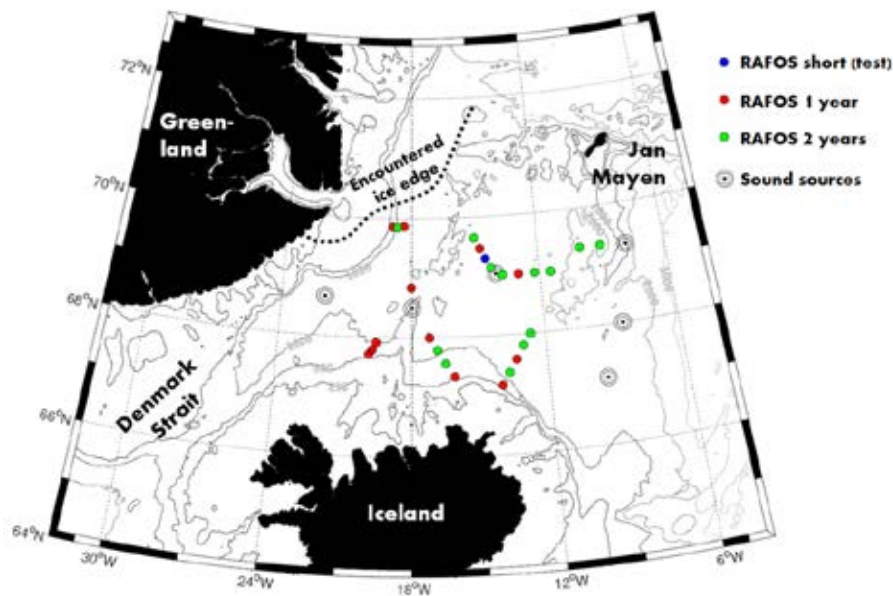 72°N
70°N
68°N
66°N
64°N
30°W
24°W
18°W
12°W
6°W
Green-
land
Encountered
ice edge
Jan
Mayen
Denmark
Strait
Iceland
RAFOS short (test)
RAFOS 1 year
RAFOS 2 years
Sound sources